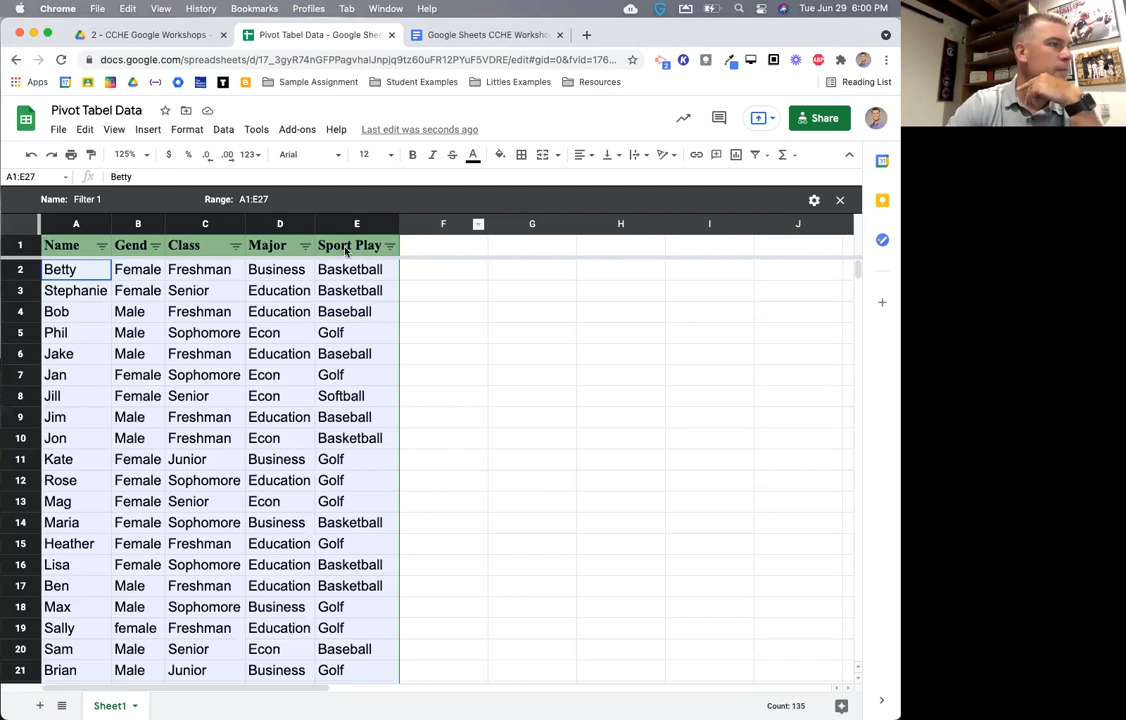 Chrome File Edit View History Bookmarks Profiles Tab Window Help Tue Jun 29 6:00 PM
2 - CCHE Google Workshops - Pivot Tabel Data - Google She Google Sheets CCHE Workshop
docs.google.com/spreadsheets/d/17_3gyR74nGFPPagvhalJnpjq9tz60uFR12PYuF5VDRE/edit#gid=0&fvid=176...
Apps Sample Assignment Student Examples Littles Examples Resources Reading List
Pivot Tabel Data
File Edit View Insert Format Data Tools Add-ons Help Last edit was seconds ago
Share
125% $ % .0 .00 123 Arial 12 B I S A
A1:E27 fx Betty
Name: Filter 1 Range: A1:E27
A B C D E F G H I J
1 Name Gend Class Major Sport Play
2 Betty Female Freshman Business Basketball
3 Stephanie Female Senior Education Basketball
4 Bob Male Freshman Education Baseball
5 Phil Male Sophomore Econ Golf
6 Jake Male Freshman Education Baseball
7 Jan Female Sophomore Econ Golf
8 Jill Female Senior Econ Softball
9 Jim Male Freshman Education Baseball
10 Jon Male Freshman Econ Basketball
11 Kate Female Junior Business Golf
12 Rose Female Sophomore Education Golf
13 Mag Female Senior Econ Golf
14 Maria Female Sophomore Business Basketball
15 Heather Female Freshman Education Golf
16 Lisa Female Sophomore Education Basketball
17 Ben Male Freshman Education Basketball
18 Max Male Sophomore Business Golf
19 Sally female Freshman Education Golf
20 Sam Male Senior Econ Baseball
21 Brian Male Junior Business Golf
Sheet1 Count: 135